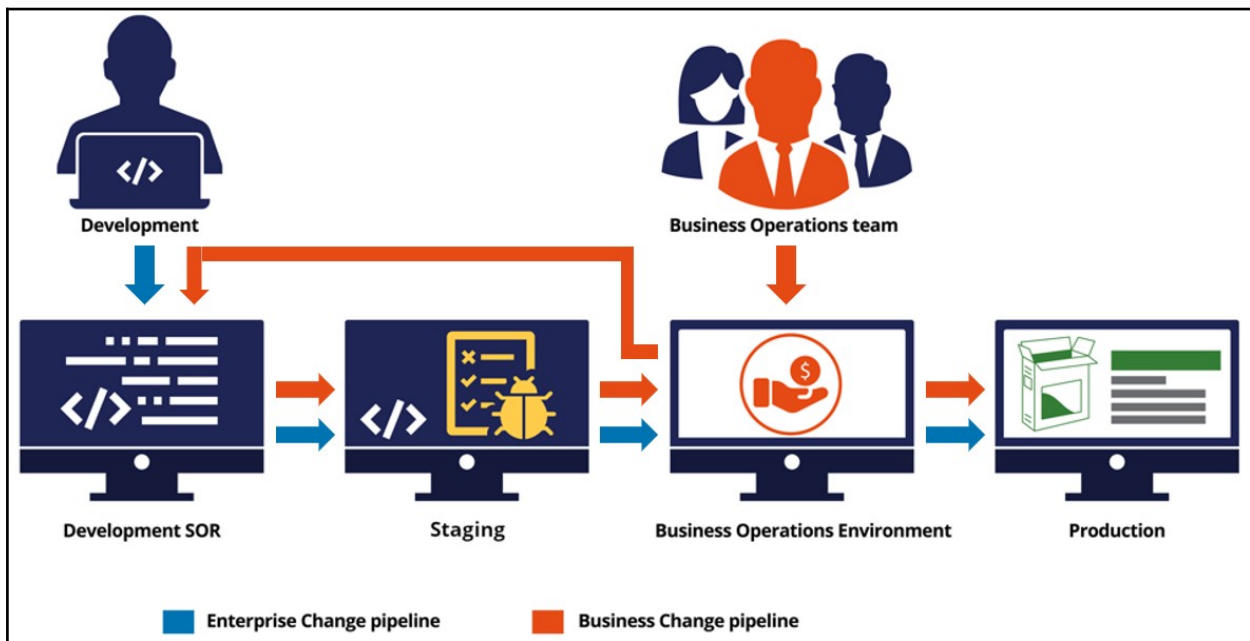 </>
Development
Business Operations team
</>
</>
$
Development SOR
Staging
Business Operations Environment
Production
Enterprise Change pipeline
Business Change pipeline